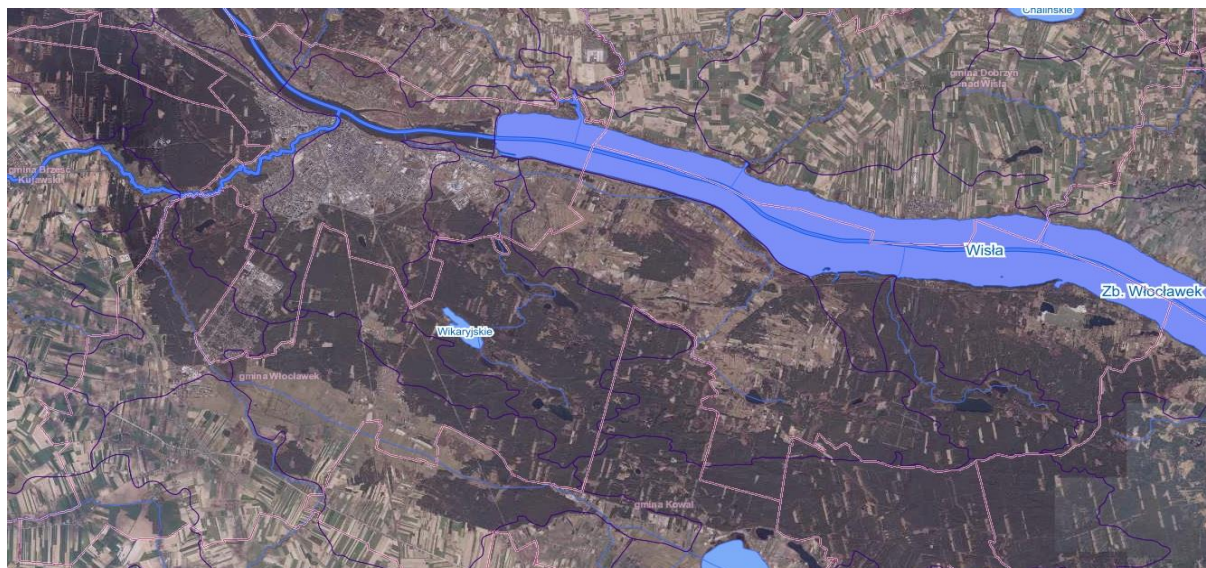 Chalińskie
gmina Dobrzyń
nad Wisłą
gmina Brześć
Kujawski
Wisła
Zb. Włocławek
Wikaryjskie
gmina Włocławek
gmina Kowal